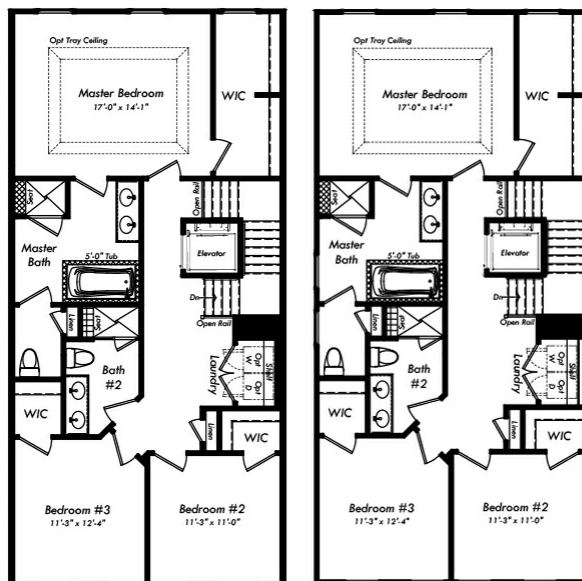 Opt Tray Ceiling
Master Bedroom
17'-0" x 14'-1"
WIC
Seat
Open Rail
Master
Bath
Elevator
5'-0" Tub
Dn
Linen
Seat
Open Rail
Bath
#2
Laundry
Opt
W
D
Opt
Shelf
WIC
Linen
WIC
Bedroom #3
11'-3" x 12'-4"
Bedroom #2
11'-3" x 11'-0"
Opt Tray Ceiling
Master Bedroom
17'-0" x 14'-1"
WIC
Seat
Open Rail
Master
Bath
Elevator
5'-0" Tub
Dn
Linen
Seat
Open Rail
Bath
#2
Laundry
Opt
W
D
Opt
Shelf
WIC
Linen
WIC
Bedroom #3
11'-3" x 12'-4"
Bedroom #2
11'-3" x 11'-0"